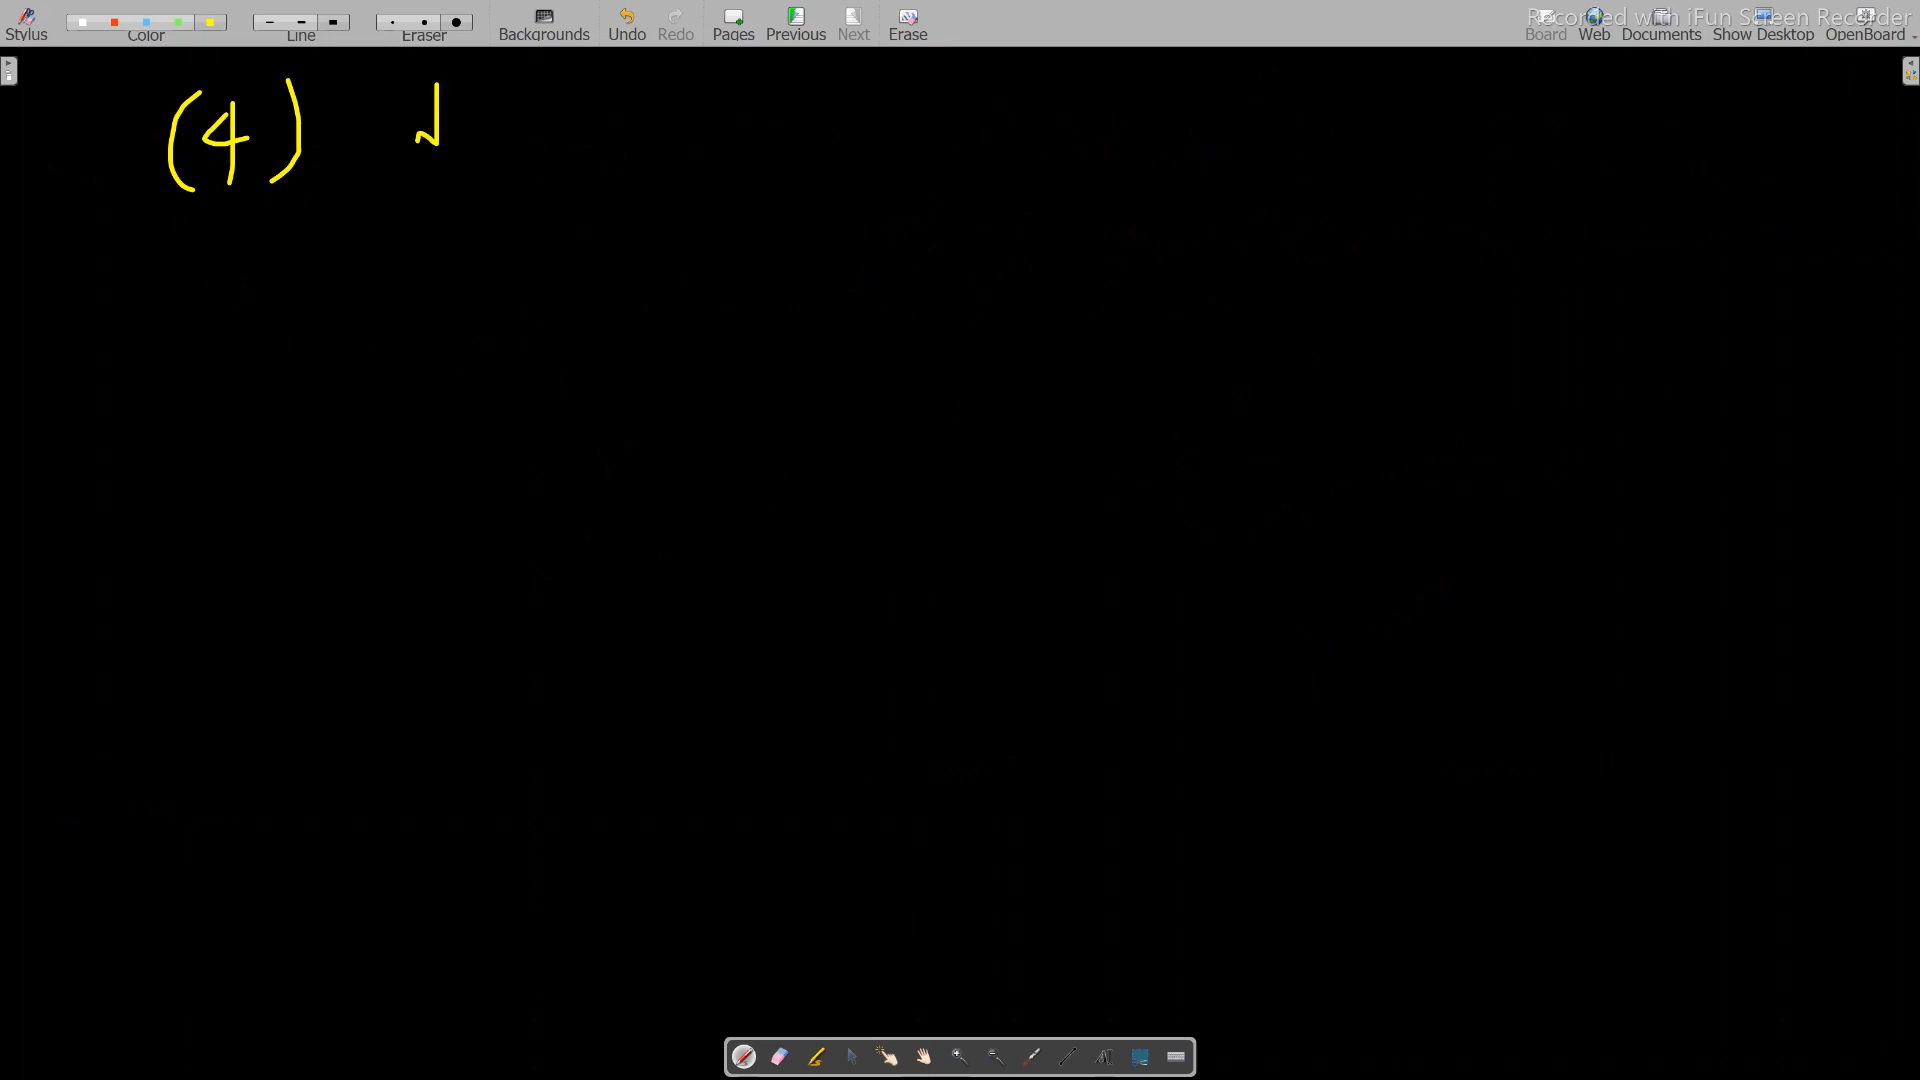 Recorded with iFun Screen Recorder
Stylus Color Line Eraser Backgrounds Undo Redo Pages Previous Next Erase Board Web Documents Show Desktop OpenBoard
(4) √